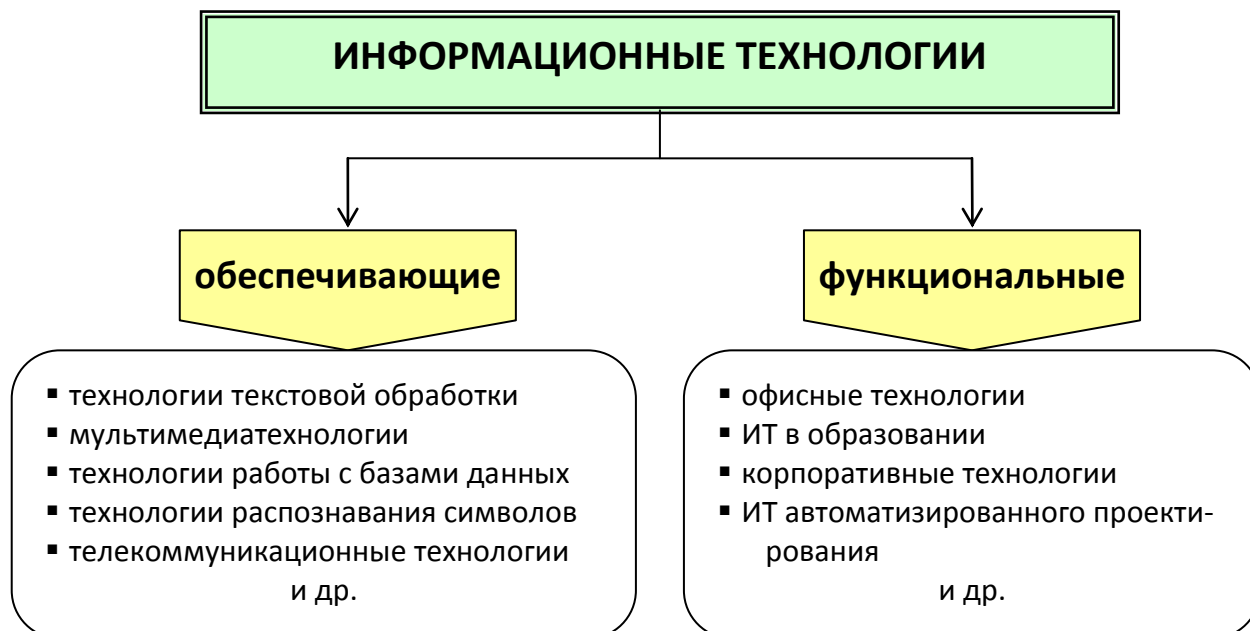 ИНФОРМАЦИОННЫЕ ТЕХНОЛОГИИ
обеспечивающие
▪ технологии текстовой обработки
▪ мультимедиатехнологии
▪ технологии работы с базами данных
▪ технологии распознавания символов
▪ телекоммуникационные технологии
и др.
функциональные
▪ офисные технологии
▪ ИТ в образовании
▪ корпоративные технологии
▪ ИТ автоматизированного проекти-
рования
и др.